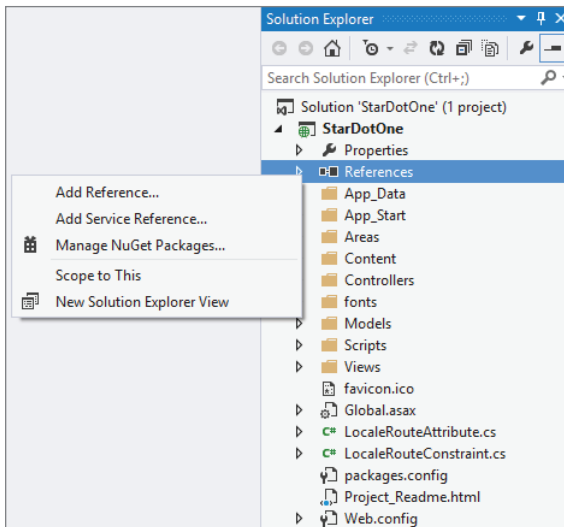 Solution Explorer
Search Solution Explorer (Ctrl+;)
Solution 'StarDotOne' (1 project)
StarDotOne
Properties
References
Add Reference...
Add Service Reference...
Manage NuGet Packages...
Scope to This
New Solution Explorer View
App_Data
App_Start
Areas
Content
Controllers
fonts
Models
Scripts
Views
favicon.ico
Global.asax
C# LocaleRouteAttribute.cs
C# LocaleRouteConstraint.cs
packages.config
Project_Readme.html
Web.config